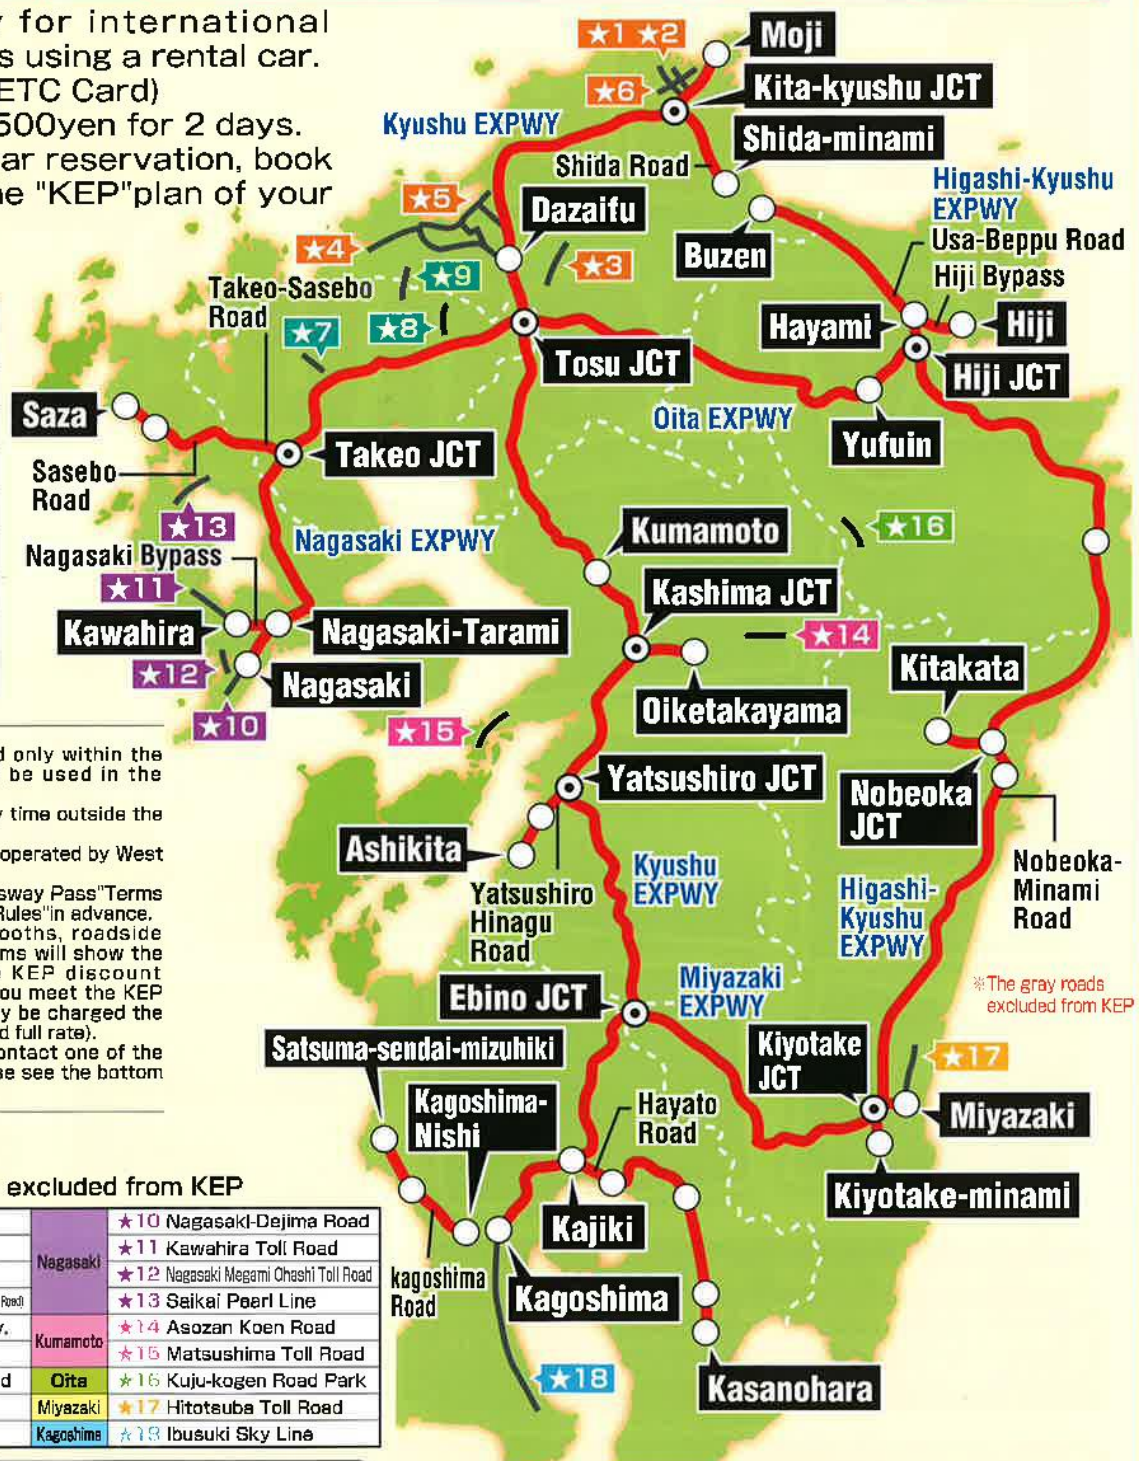 y for international
s using a rental car.
ETC Card)
500yen for 2 days.
ar reservation, book
ne "KEP"plan of your
★1 ★2
Moji
★6
Kita-kyushu JCT
Kyushu EXPWY
Shida-minami
Shida Road
Higashi-Kyushu
EXPWY
★5
Dazaifu
Usa-Beppu Road
Buzen
★4
★3
Hiji Bypass
★9
Takeo-Sasebo
Road
★8
★7
Hayami
Hiji
Tosu JCT
Hiji JCT
Saza
Oita EXPWY
Yufuin
Takeo JCT
Sasebo
Road
★13
Nagasaki EXPWY
★16
Kumamoto
Nagasaki Bypass
★11
Kashima JCT
Kawahira
Nagasaki-Tarami
★14
★12
Nagasaki
Kitakata
★10
Oiketakayama
★15
d only within the
be used in the
Yatsushiro JCT
Nobeoka
JCT
y time outside the
operated by West
Ashikita
Nobeoka-
Minami
Road
Kyushu
EXPWY
Higashi-
Kyushu
EXPWY
Yatsushiro
Hinagu
Road
sway Pass"Terms
Rules"in advance.
ooths, roadside
ms will show the
e KEP discount
ou meet the KEP
y be charged the
d full rate).
ontact one of the
se see the bottom
Miyazaki
EXPWY
※The gray roads
excluded from KEP
Ebino JCT
Satsuma-sendai-mizuhiki
Kiyotake
JCT
★17
Kagoshima-
Nishi
Hayato
Road
Miyazaki
Kiyotake-minami
Kajiki
kagoshima
Road
Kagoshima
★18
Kasanohara
excluded from KEP
Nagasaki
★10 Nagasaki-Dejima Road
★11 Kawahira Toll Road
★12 Nagasaki Megami Ohashi Toll Road
Road)
★13 Saikai Pearl Line
y.
Kumamoto
★14 Asozan Koen Road
★15 Matsushima Toll Road
d
Oita
★16 Kuju-kogen Road Park
Miyazaki
★17 Hitotsuba Toll Road
Kagoshima
★18 Ibusuki Sky Line